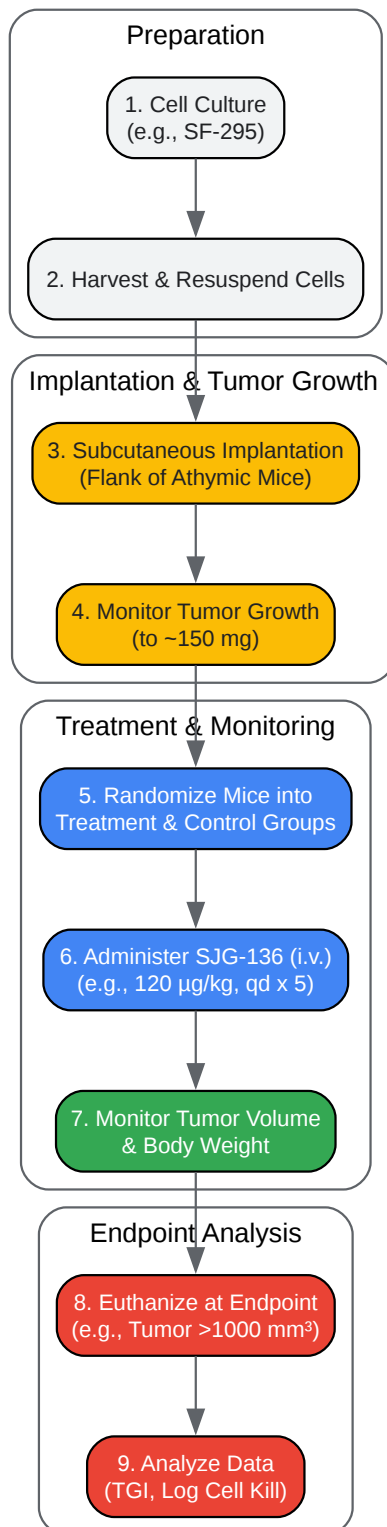 Preparation
1. Cell Culture
(e.g., SF-295)
2. Harvest & Resuspend Cells
Implantation & Tumor Growth
3. Subcutaneous Implantation
(Flank of Athymic Mice)
4. Monitor Tumor Growth
(to ~150 mg)
Treatment & Monitoring
5. Randomize Mice into
Treatment & Control Groups
6. Administer SJG-136 (i.v.)
(e.g., 120 µg/kg, qd x 5)
7. Monitor Tumor Volume
& Body Weight
Endpoint Analysis
8. Euthanize at Endpoint
(e.g., Tumor >1000 mm³)
9. Analyze Data
(TGI, Log Cell Kill)